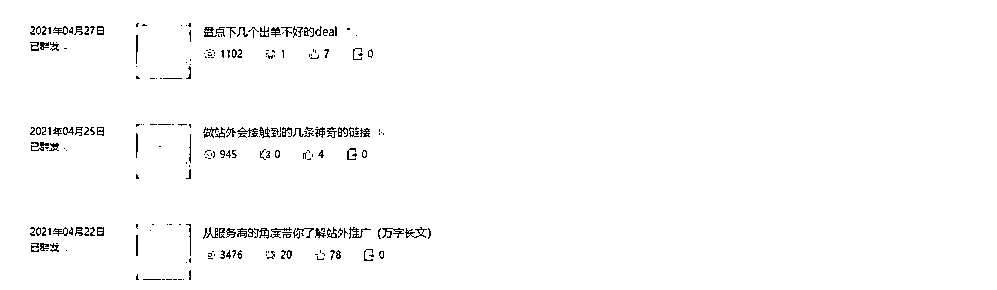 2021年04月27日
已群发
盘点下几个出单不好的deal
1102 1 7 0
2021年04月25日
已群发
做站外会接触到的几条神奇的链接
945 0 4 0
2021年04月22日
已群发
从服务商的角度带你了解站外推广（万字长文）
3476 20 78 0